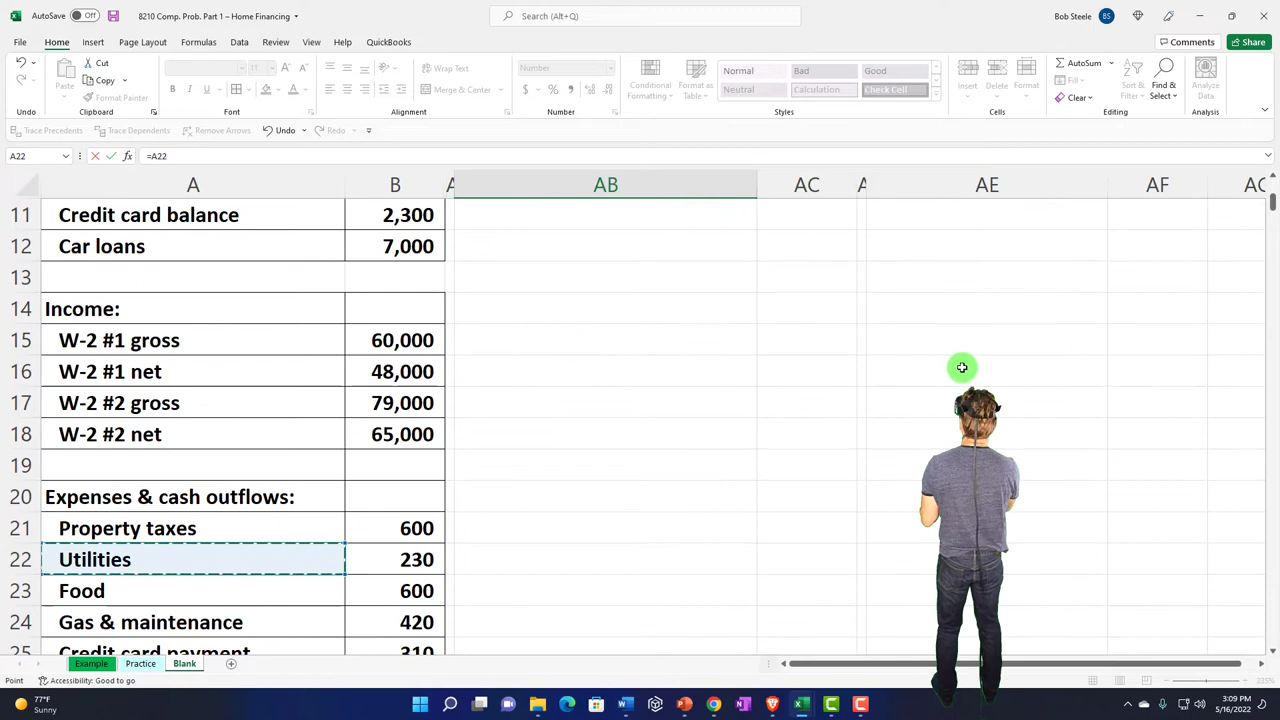 AutoSave Off 8210 Comp. Prob. Part 1 – Home Financing Search (Alt+Q) Bob Steele BS
File Home Insert Page Layout Formulas Data Review View Help QuickBooks Comments Share
Cut
Copy
Format Painter
Paste
11
Wrap Text
Merge & Center
Number
Conditional Formatting
Format as Table
Normal Bad Good
Neutral Calculation Check Cell
Insert Delete Format
AutoSum
Fill
Clear
Sort & Filter
Find & Select
Analyze Data
Undo Clipboard Font Alignment Number Styles Cells Editing Analysis
Trace Precedents Trace Dependents Remove Arrows Undo Redo
A22 =A22
A B AB AC AE AF
11 Credit card balance 2,300
12 Car loans 7,000
13
14 Income:
15 W-2 #1 gross 60,000
16 W-2 #1 net 48,000
17 W-2 #2 gross 79,000
18 W-2 #2 net 65,000
19
20 Expenses & cash outflows:
21 Property taxes 600
22 Utilities 230
23 Food 600
24 Gas & maintenance 420
25 Credit card payment 310
Example Practice Blank
Point Accessibility: Good to go 235%
77°F
Sunny
3:09 PM
5/16/2022